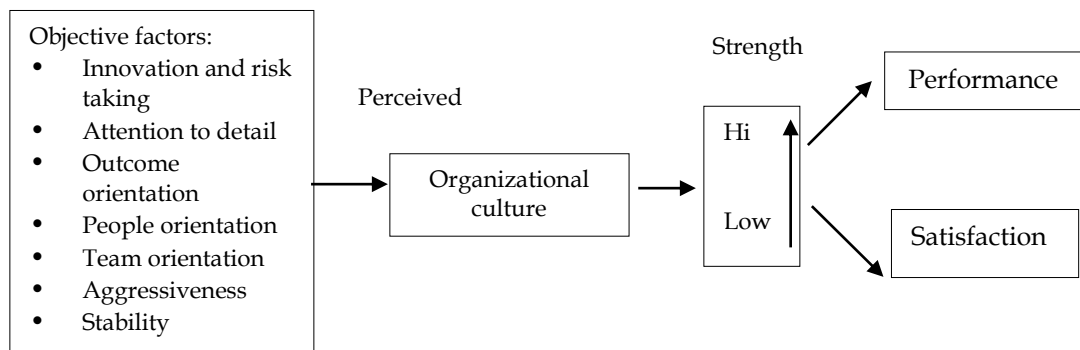 Objective factors:
• Innovation and risk
taking
• Attention to detail
• Outcome
orientation
• People orientation
• Team orientation
• Aggressiveness
• Stability
Perceived
Organizational
culture
Strength
Hi
Low
Performance
Satisfaction